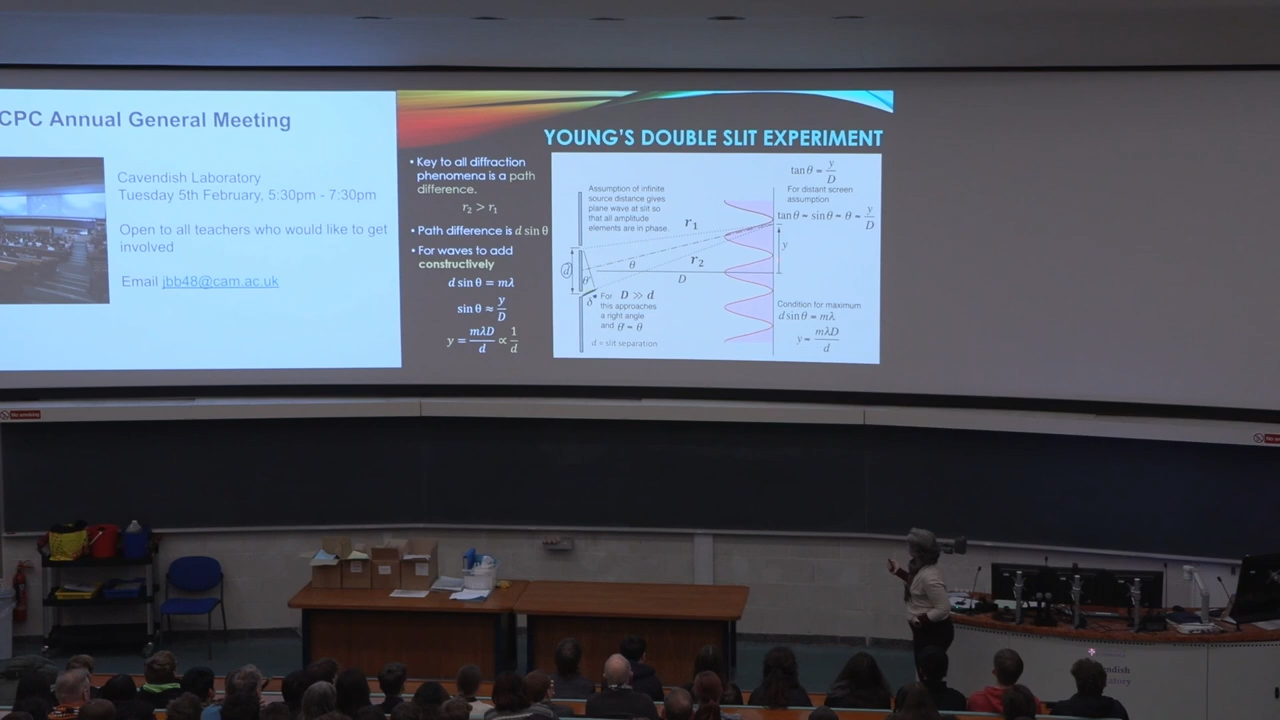 CPC Annual General Meeting
Cavendish Laboratory
Tuesday 5th February, 5:30pm - 7:30pm
Open to all teachers who would like to get
involved
Email jbb48@cam.ac.uk
YOUNG'S DOUBLE SLIT EXPERIMENT
• Key to all diffraction
phenomena is a path
difference.
r₂ > r₁
• Path difference is d sin θ
• For waves to add
constructively
d sin θ = mλ
sin θ ≈ y/D
y = mλD/d ∝ 1/d
Assumption of infinite
source distance gives
plane wave at slit so
that all amplitude
elements are in phase.
r₁
r₂
θ
D
y
d
θ'
δ
For D ≫ d
this approaches
a right angle
and θ' ≈ θ
d = slit separation
tan θ = y/D
For distant screen
assumption
tan θ ≈ sin θ ≈ θ ≈ y/D
Condition for maximum
d sin θ = mλ
y ≈ mλD/d
No smoking